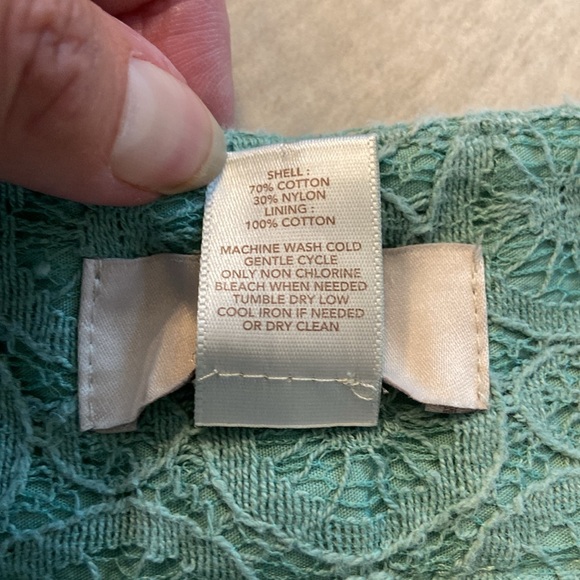 SHELL :
70% COTTON
30% NYLON
LINING :
100% COTTON
MACHINE WASH COLD
GENTLE CYCLE
ONLY NON CHLORINE
BLEACH WHEN NEEDED
TUMBLE DRY LOW
COOL IRON IF NEEDED
OR DRY CLEAN